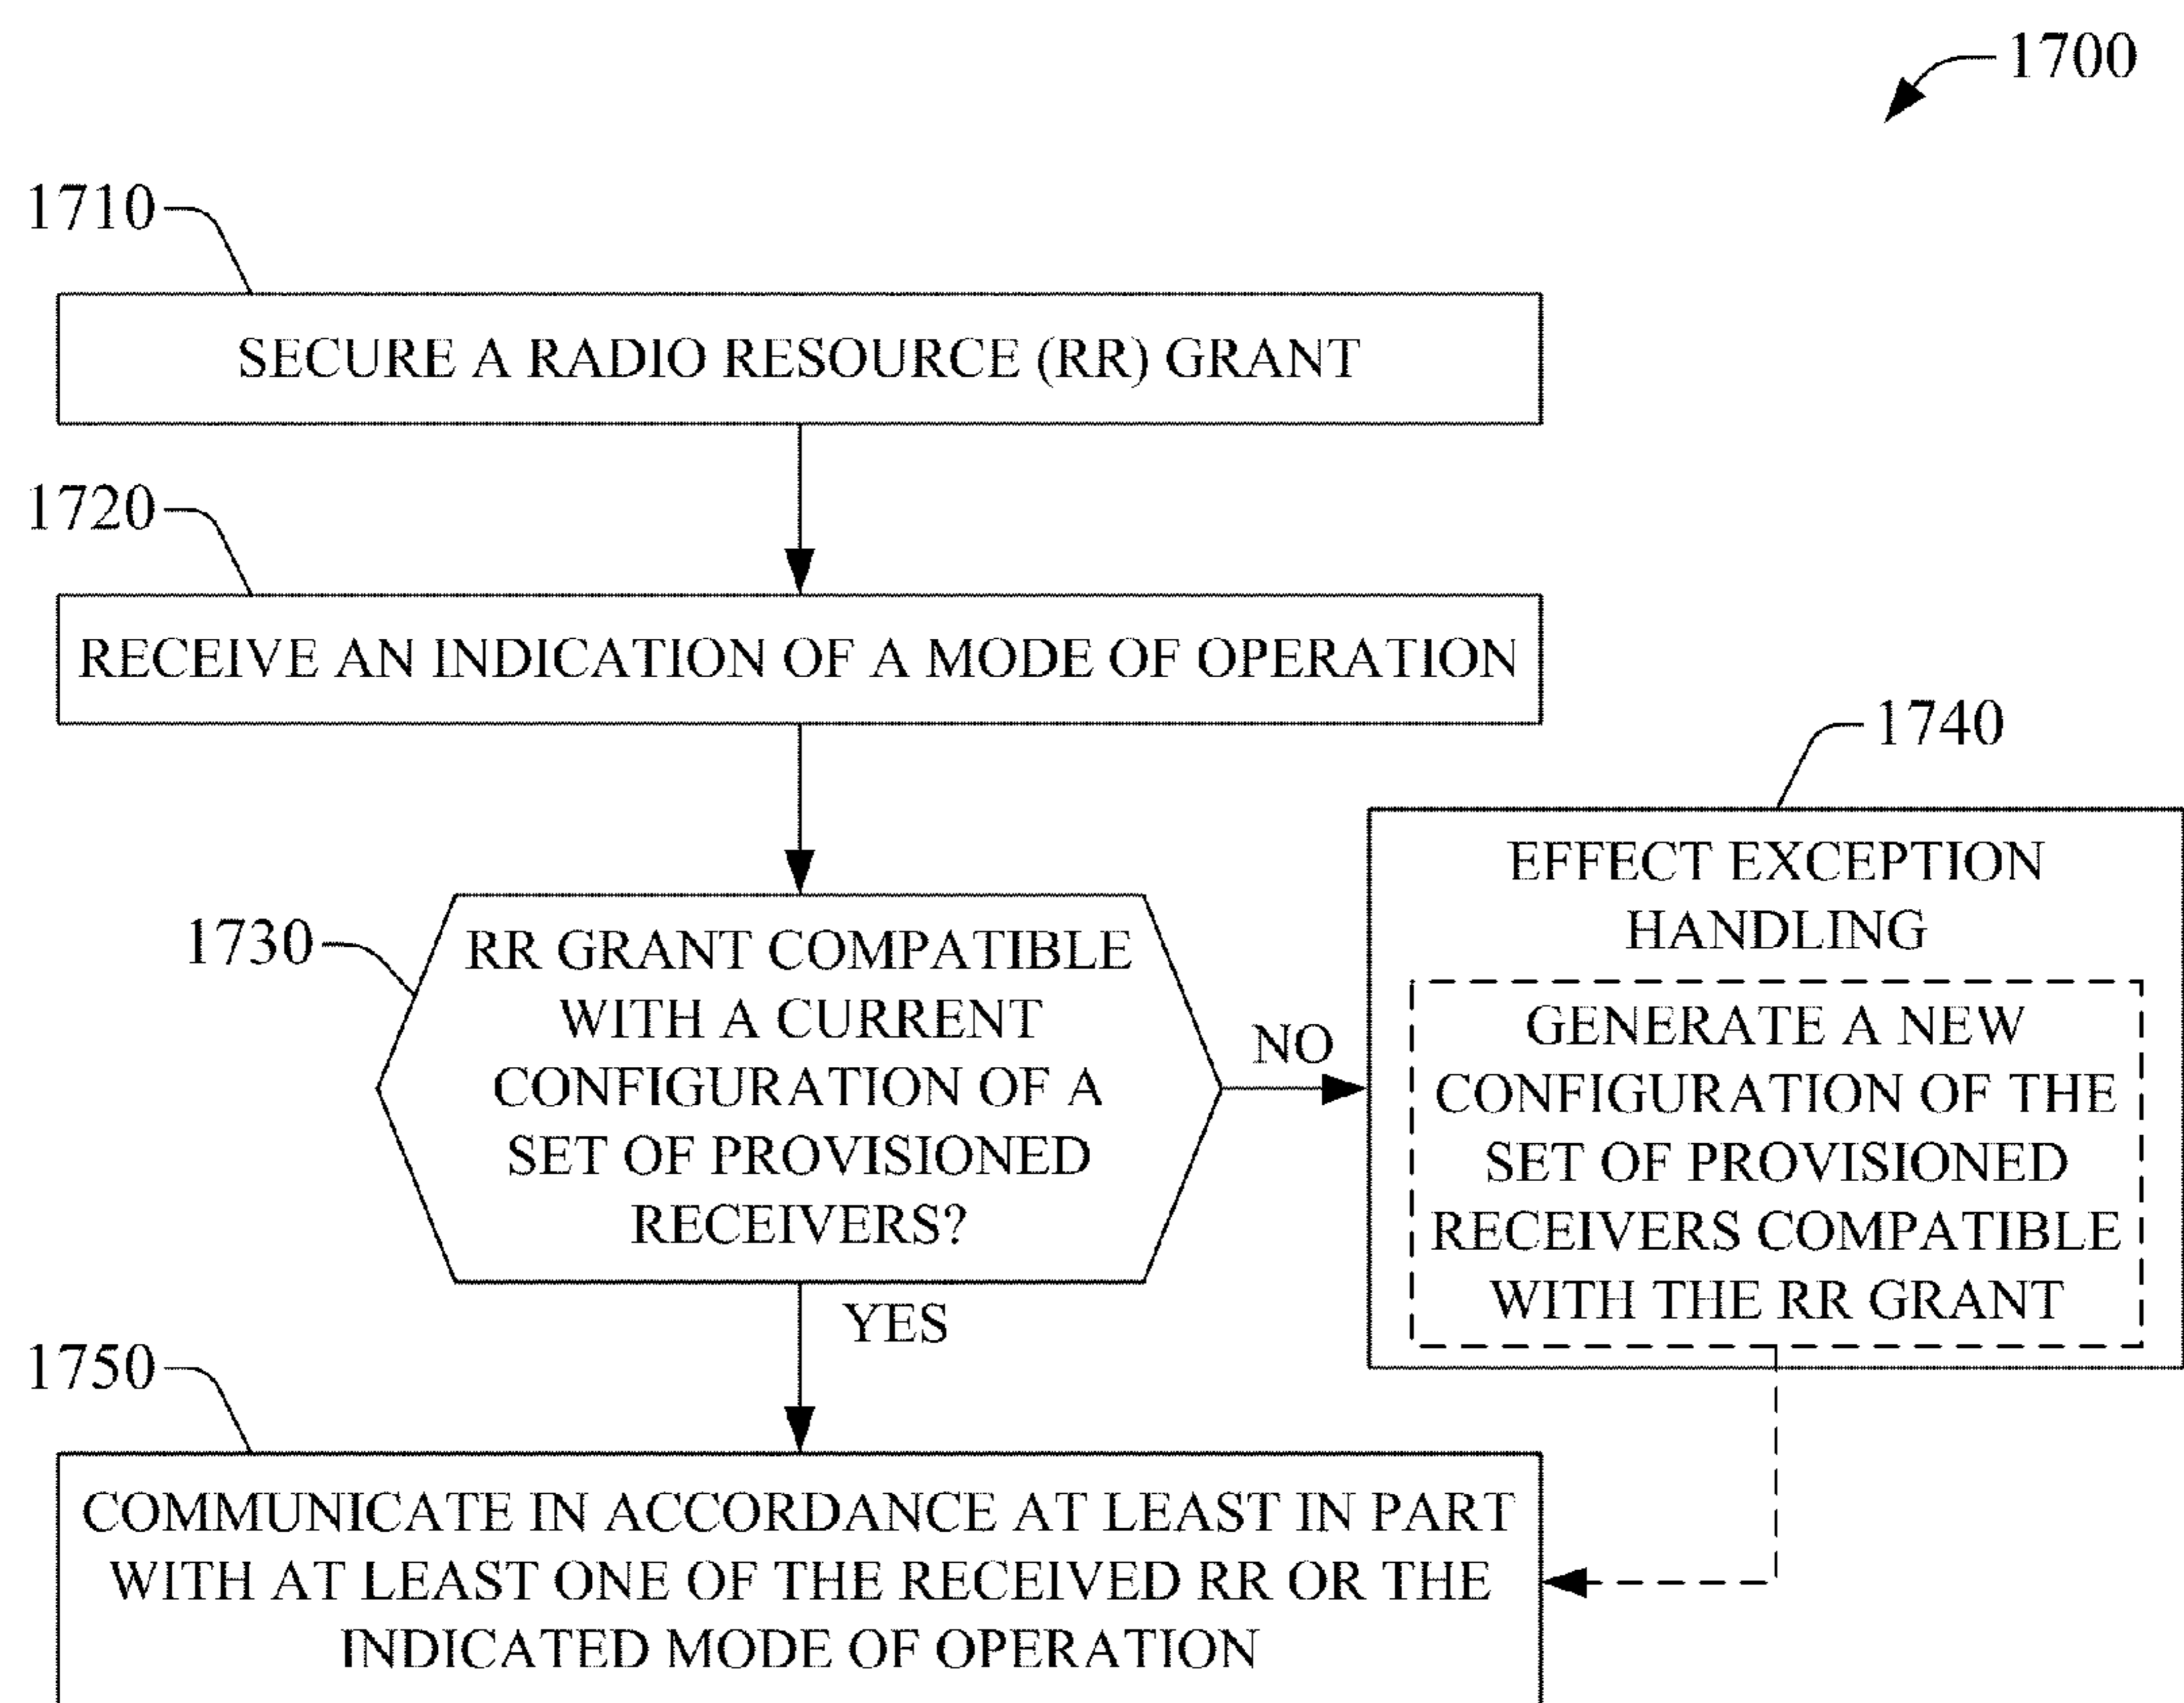 1700
1710
SECURE A RADIO RESOURCE (RR) GRANT
1720
RECEIVE AN INDICATION OF A MODE OF OPERATION
1730
RR GRANT COMPATIBLE
WITH A CURRENT
CONFIGURATION OF A
SET OF PROVISIONED
RECEIVERS?
NO
YES
1740
EFFECT EXCEPTION
HANDLING
GENERATE A NEW
CONFIGURATION OF THE
SET OF PROVISIONED
RECEIVERS COMPATIBLE
WITH THE RR GRANT
1750
COMMUNICATE IN ACCORDANCE AT LEAST IN PART
WITH AT LEAST ONE OF THE RECEIVED RR OR THE
INDICATED MODE OF OPERATION